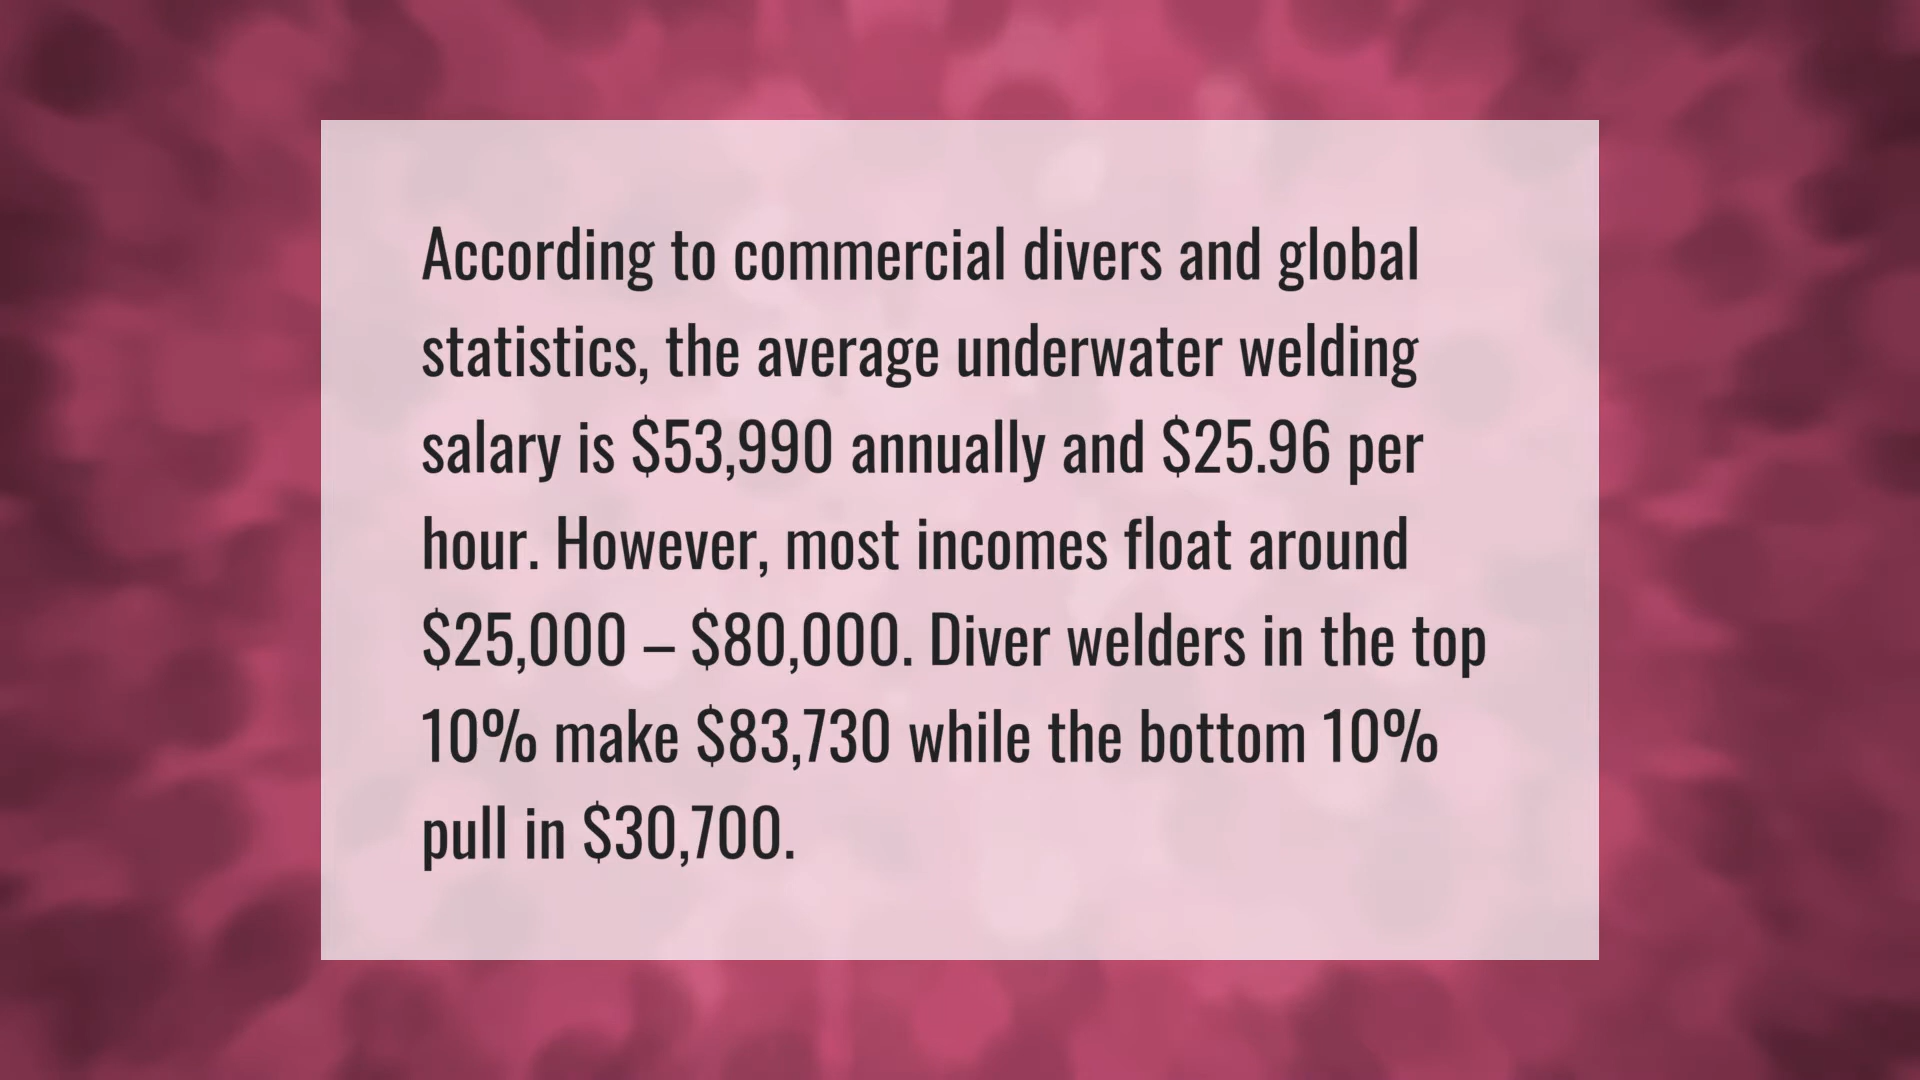 According to commercial divers and global
statistics, the average underwater welding
salary is $53,990 annually and $25.96 per
hour. However, most incomes float around
$25,000 – $80,000. Diver welders in the top
10% make $83,730 while the bottom 10%
pull in $30,700.